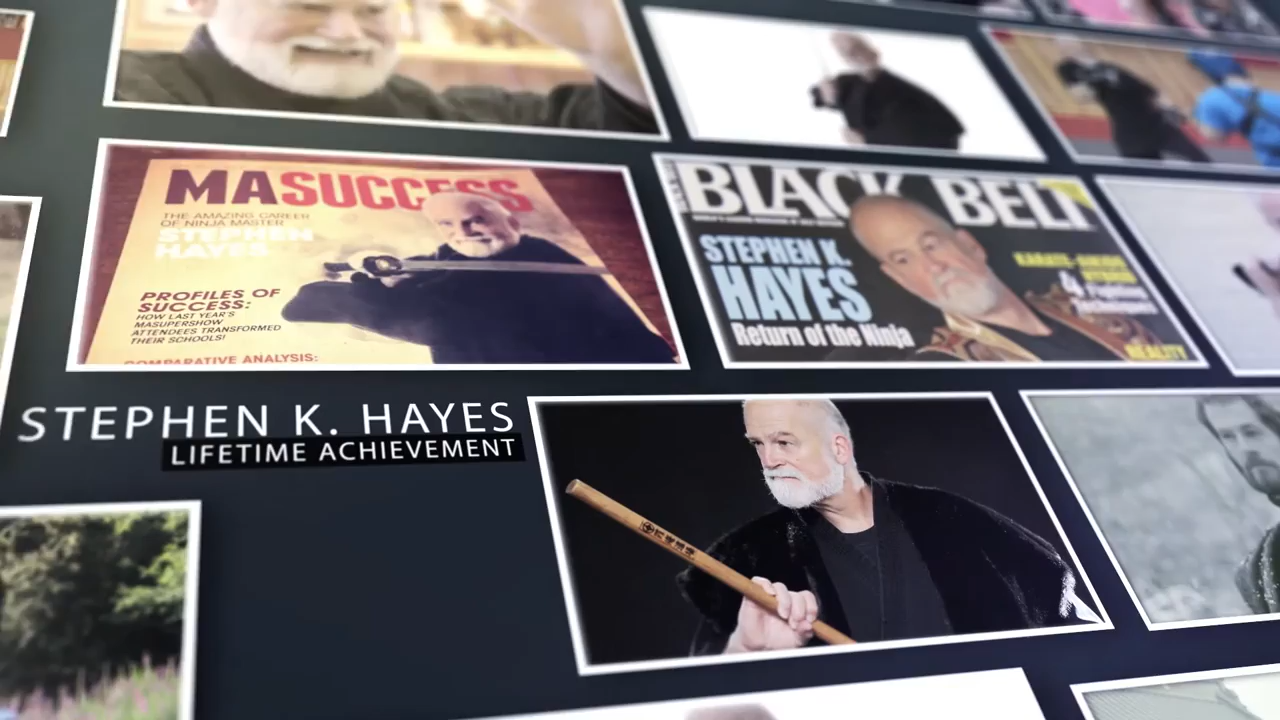 MASUCCESS
THE AMAZING CAREER
OF NINJA MASTER
STEPHEN
HAYES
PROFILES OF
SUCCESS:
HOW LAST YEAR'S
MASUPERSHOW
ATTENDEES TRANSFORMED
THEIR SCHOOLS!
COMPARATIVE ANALYSIS:
BLACK BELT
STEPHEN K.
HAYES
Return of the Ninja
REALITY
STEPHEN K. HAYES
LIFETIME ACHIEVEMENT